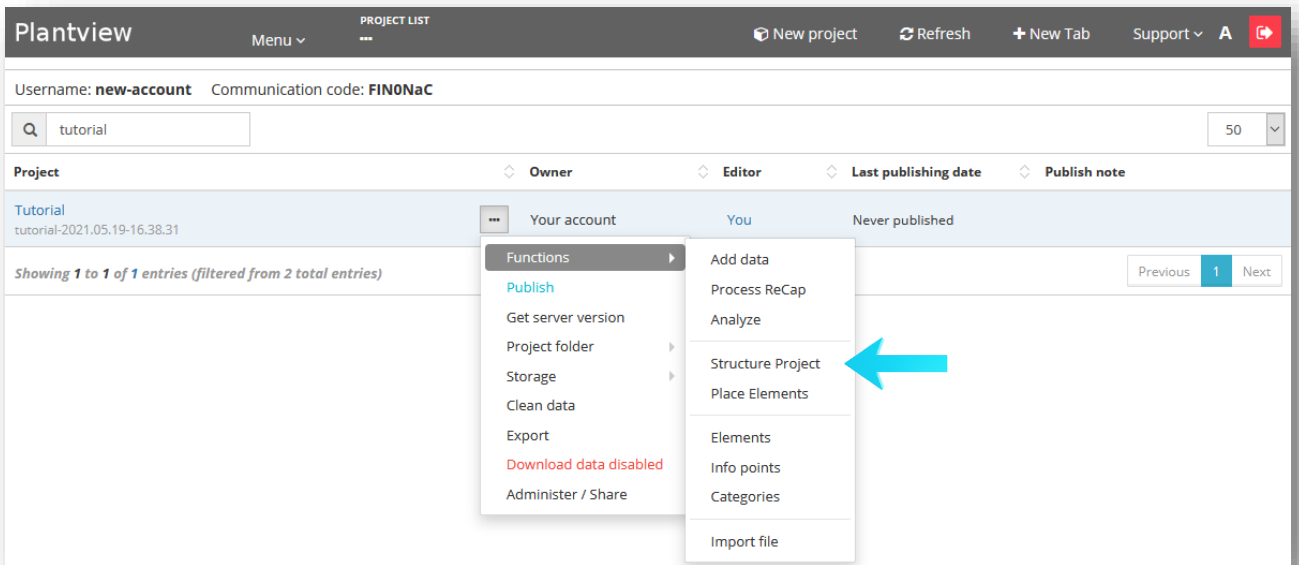 Plantview
Menu
PROJECT LIST
New project
Refresh
New Tab
Support
A
Username: new-account Communication code: FIN0NaC
tutorial
50
Project Owner Editor Last publishing date Publish note
Tutorial
tutorial-2021.05.19-16.38.31
Your account You Never published
Showing 1 to 1 of 1 entries (filtered from 2 total entries)
Previous 1 Next
Functions
Publish
Get server version
Project folder
Storage
Clean data
Export
Download data disabled
Administer / Share
Add data
Process ReCap
Analyze
Structure Project
Place Elements
Elements
Info points
Categories
Import file